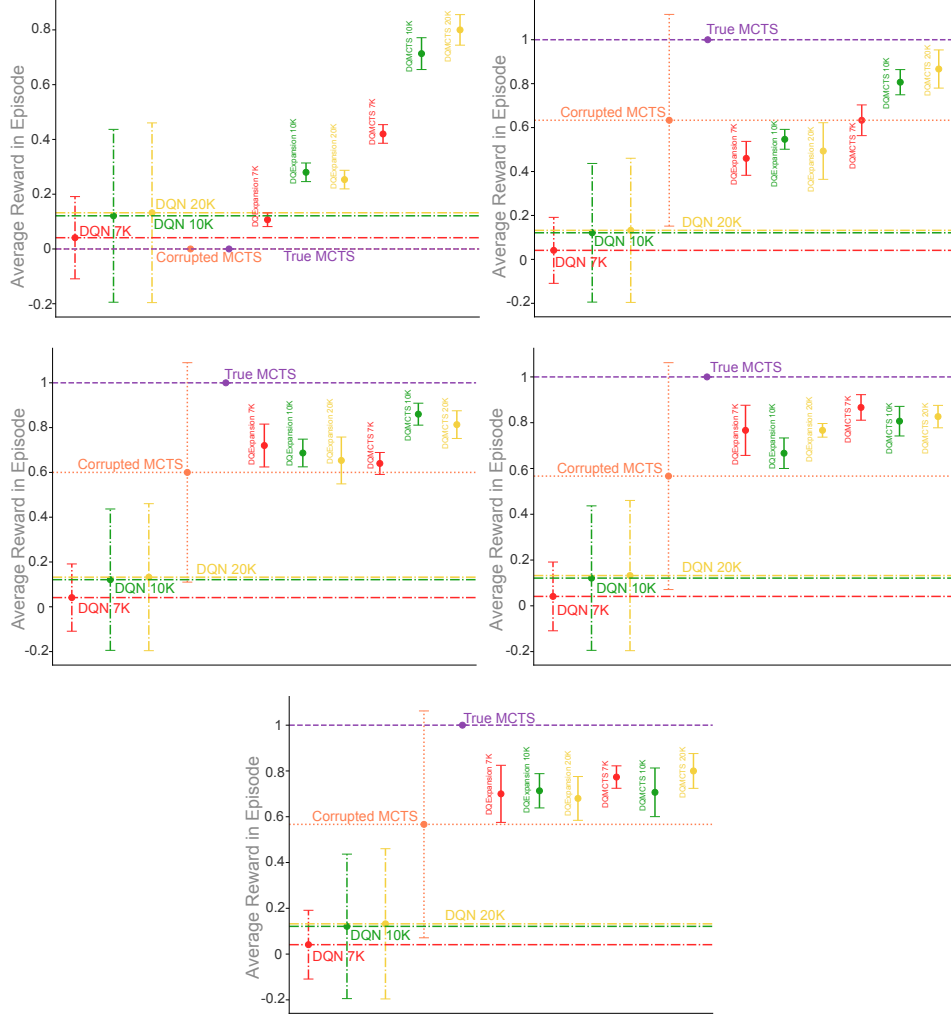 Average Reward in Episode
0.8
0.6
0.4
0.2
0
-0.2
DQN 7K
DQN 10K
DQN 20K
Corrupted MCTS
True MCTS
DQExpansion 7K
DQExpansion 10K
DQExpansion 20K
DQMCTS 7K
DQMCTS 10K
DQMCTS 20K
Average Reward in Episode
1
0.8
0.6
0.4
0.2
0
-0.2
DQN 7K
DQN 10K
DQN 20K
Corrupted MCTS
True MCTS
DQExpansion 7K
DQExpansion 10K
DQExpansion 20K
DQMCTS 7K
DQMCTS 10K
DQMCTS 20K
Average Reward in Episode
1
0.8
0.6
0.4
0.2
0
-0.2
DQN 7K
DQN 10K
DQN 20K
Corrupted MCTS
True MCTS
DQExpansion 7K
DQExpansion 10K
DQExpansion 20K
DQMCTS 7K
DQMCTS 10K
DQMCTS 20K
Average Reward in Episode
1
0.8
0.6
0.4
0.2
0
-0.2
DQN 7K
DQN 10K
DQN 20K
Corrupted MCTS
True MCTS
DQExpansion 7K
DQExpansion 10K
DQExpansion 20K
DQMCTS 7K
DQMCTS 10K
DQMCTS 20K
Average Reward in Episode
1
0.8
0.6
0.4
0.2
0
-0.2
DQN 7K
DQN 10K
DQN 20K
Corrupted MCTS
True MCTS
DQExpansion 7K
DQExpansion 10K
DQExpansion 20K
DQMCTS 7K
DQMCTS 10K
DQMCTS 20K